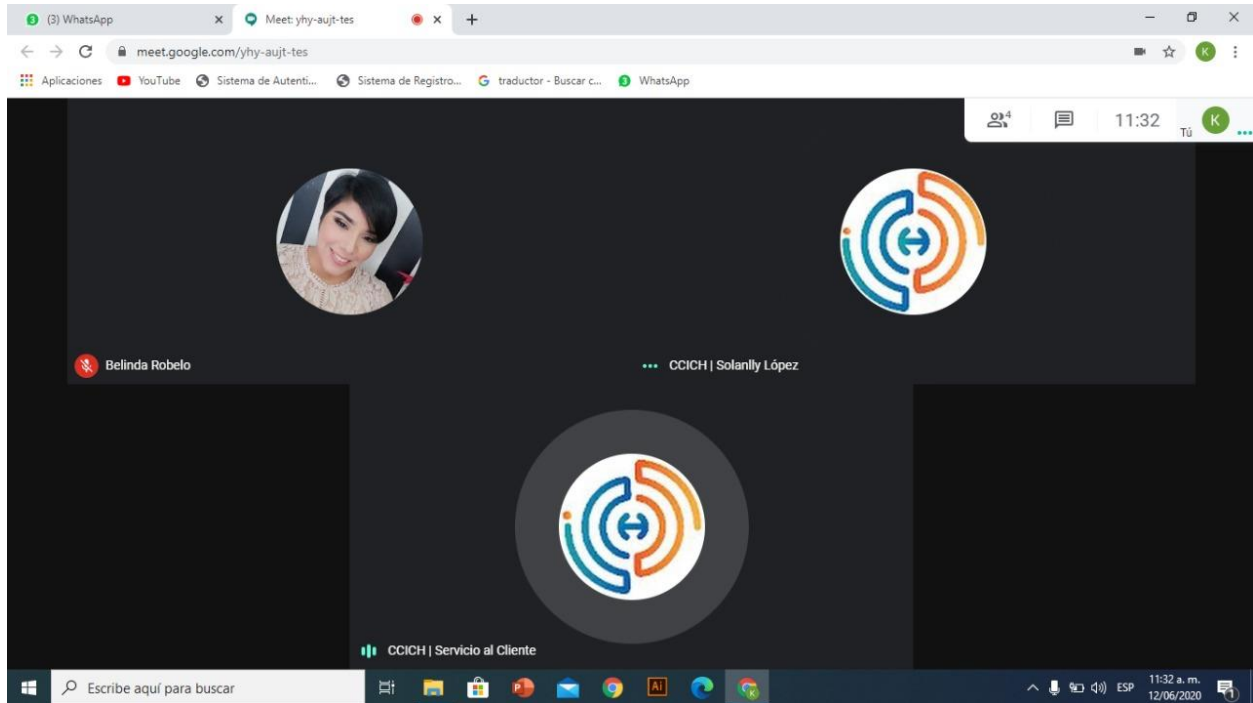 (3) WhatsApp
Meet: yhy-aujt-tes
meet.google.com/yhy-aujt-tes
K
Aplicaciones
YouTube
Sistema de Autenti...
Sistema de Registro...
traductor - Buscar c...
WhatsApp
4
11:32
Tú
K
Belinda Robelo
CCICH | Solanlly López
CCICH | Servicio al Cliente
Escribe aquí para buscar
Ai
ESP
11:32 a. m.
12/06/2020
1